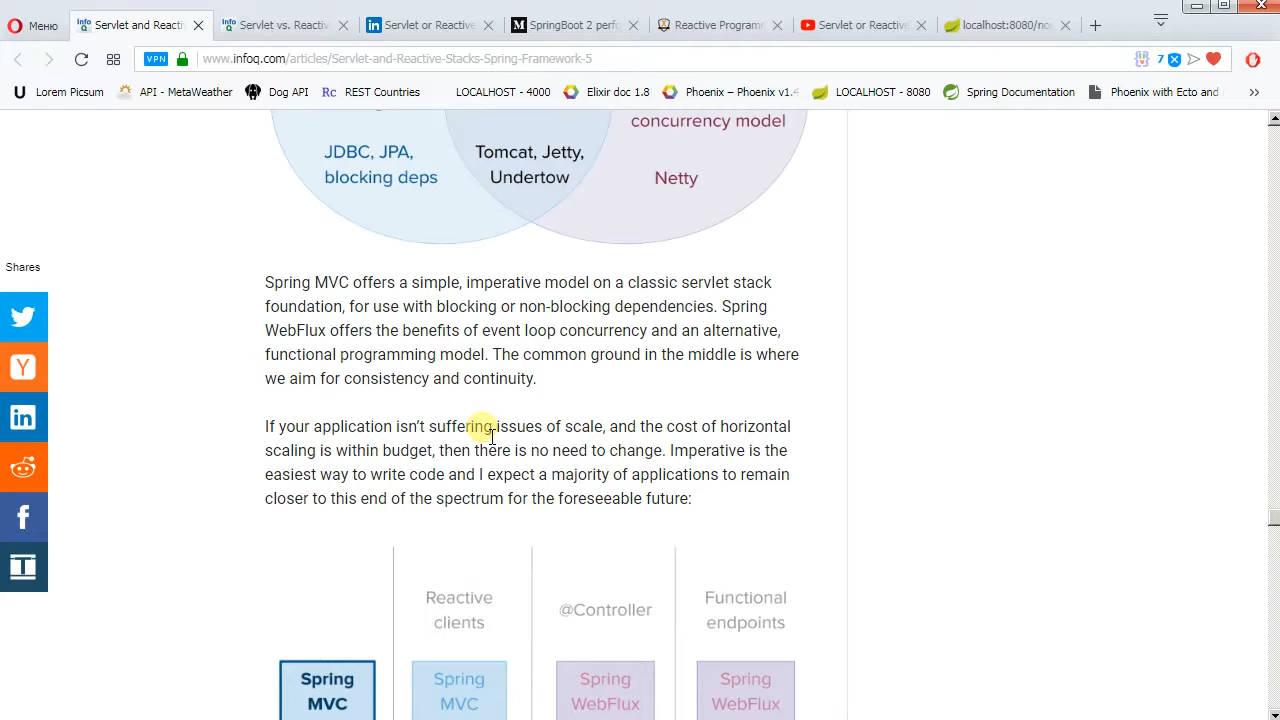 Меню
Servlet and Reacti
Servlet vs. Reactiv
Servlet or Reactive
SpringBoot 2 perfo
Reactive Programm
Servlet or Reactive
localhost:8080/noc
VPN
www.infoq.com/articles/Servlet-and-Reactive-Stacks-Spring-Framework-5
7
Lorem Picsum
API - MetaWeather
Dog API
Rc REST Countries
LOCALHOST - 4000
Elixir doc 1.8
Phoenix – Phoenix v1.4
LOCALHOST - 8080
Spring Documentation
Phoenix with Ecto and
concurrency model
JDBC, JPA,
blocking deps
Tomcat, Jetty,
Undertow
Netty
Spring MVC offers a simple, imperative model on a classic servlet stack
foundation, for use with blocking or non-blocking dependencies. Spring
WebFlux offers the benefits of event loop concurrency and an alternative,
functional programming model. The common ground in the middle is where
we aim for consistency and continuity.
Shares
If your application isn't suffering issues of scale, and the cost of horizontal
scaling is within budget, then there is no need to change. Imperative is the
easiest way to write code and I expect a majority of applications to remain
closer to this end of the spectrum for the foreseeable future:
Reactive
clients
@Controller
Functional
endpoints
Spring
MVC
Spring
MVC
Spring
WebFlux
Spring
WebFlux